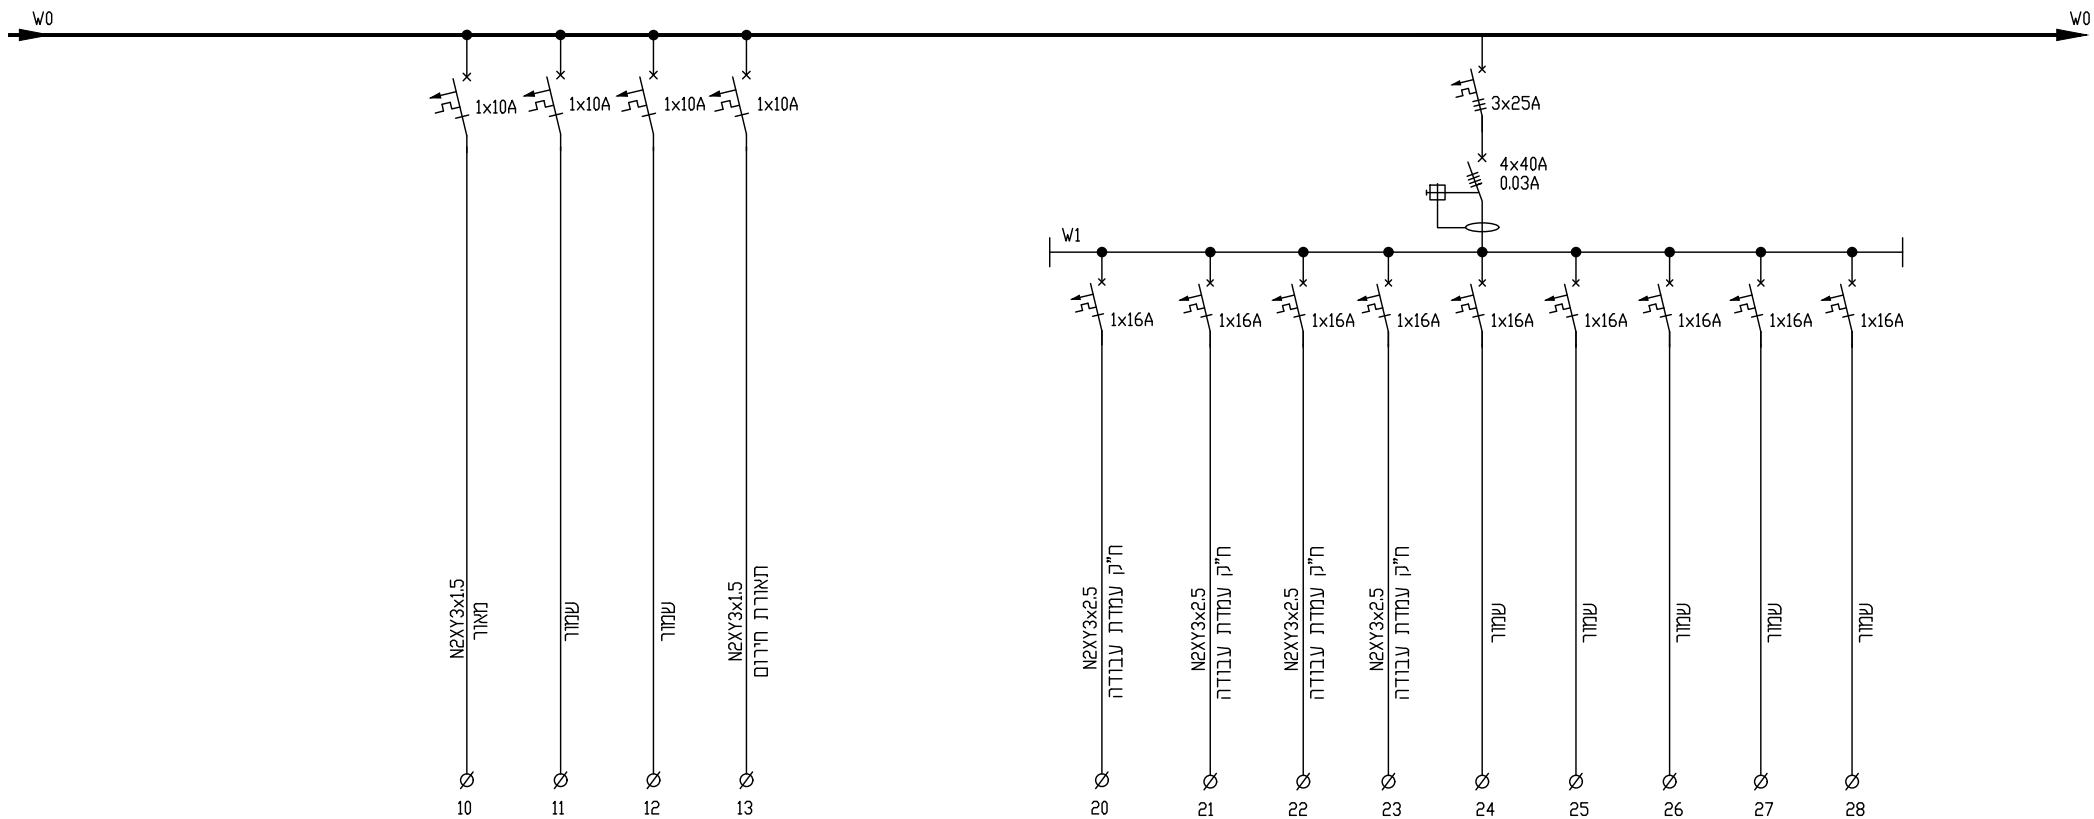 W0
W0
1x10A
1x10A
1x10A
1x10A
3x25A
4x40A
0.03A
W1
1x16A
1x16A
1x16A
1x16A
1x16A
1x16A
1x16A
1x16A
1x16A
N2XY3x1.5
מאור
שמור
שמור
N2XY3x1.5
תאורת חירום
N2XY3x2.5
ח"ק עמדת עבודה
N2XY3x2.5
ח"ק עמדת עבודה
N2XY3x2.5
ח"ק עמדת עבודה
N2XY3x2.5
ח"ק עמדת עבודה
שמור
שמור
שמור
שמור
שמור
10
11
12
13
20
21
22
23
24
25
26
27
28